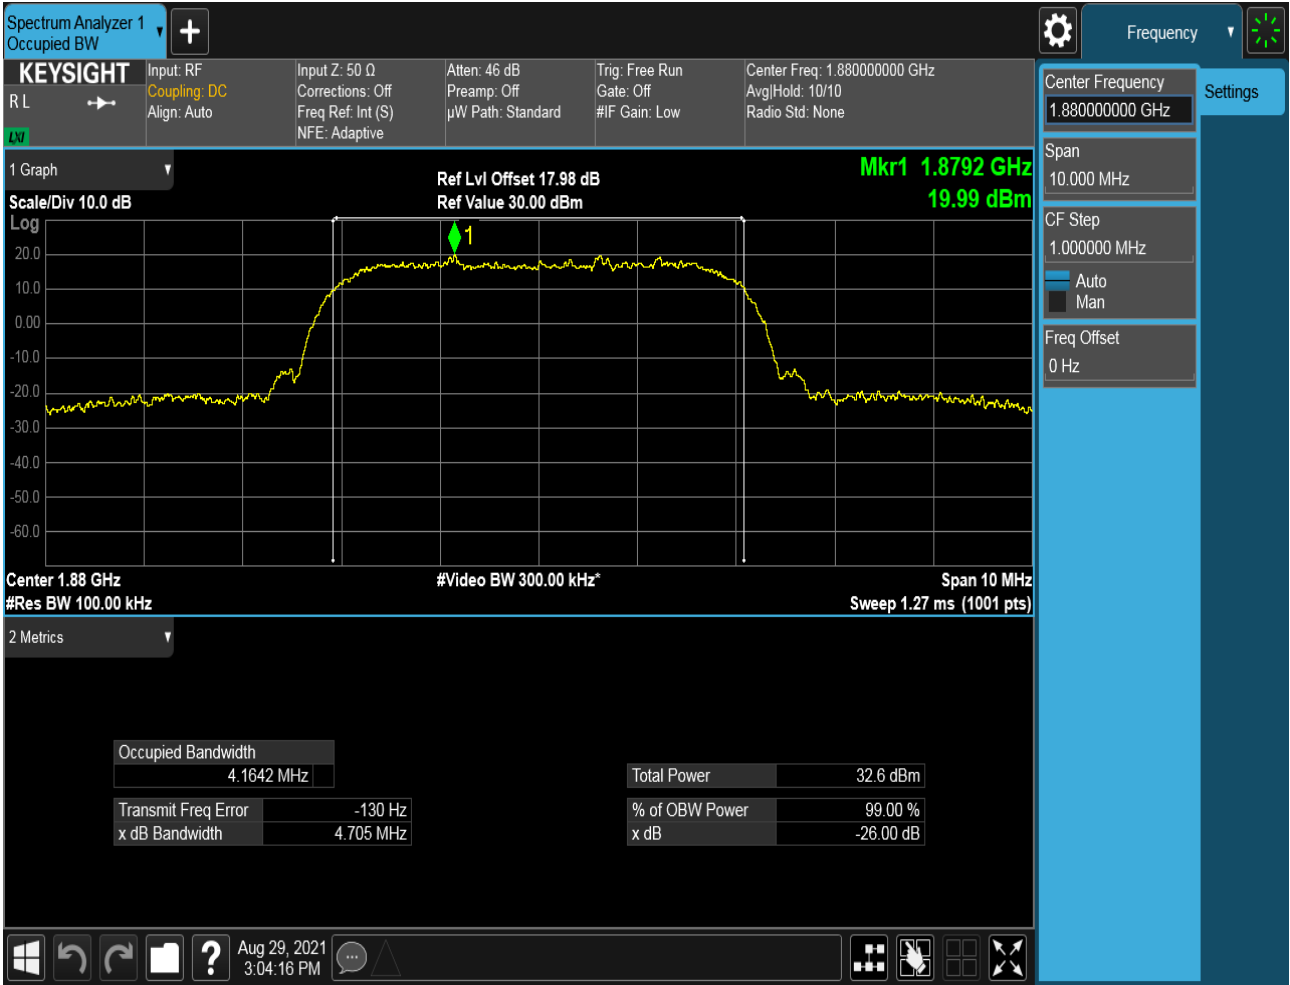 Spectrum Analyzer 1
Occupied BW
+
Frequency
KEYSIGHT
R L
LXI
Input: RF
Coupling: DC
Align: Auto
Input Z: 50 Ω
Corrections: Off
Freq Ref: Int (S)
NFE: Adaptive
Atten: 46 dB
Preamp: Off
µW Path: Standard
Trig: Free Run
Gate: Off
#IF Gain: Low
Center Freq: 1.880000000 GHz
Avg|Hold: 10/10
Radio Std: None
Center Frequency
1.880000000 GHz
Settings
Span
10.000 MHz
CF Step
1.000000 MHz
Auto
Man
Freq Offset
0 Hz
1 Graph
Scale/Div 10.0 dB
Ref Lvl Offset 17.98 dB
Ref Value 30.00 dBm
Mkr1 1.8792 GHz
19.99 dBm
Log
1
20.0
10.0
0.00
-10.0
-20.0
-30.0
-40.0
-50.0
-60.0
Center 1.88 GHz
#Video BW 300.00 kHz*
Span 10 MHz
#Res BW 100.00 kHz
Sweep 1.27 ms (1001 pts)
2 Metrics
Occupied Bandwidth
4.1642 MHz
Total Power 32.6 dBm
Transmit Freq Error -130 Hz
% of OBW Power 99.00 %
x dB Bandwidth 4.705 MHz
x dB -26.00 dB
?
Aug 29, 2021
3:04:16 PM